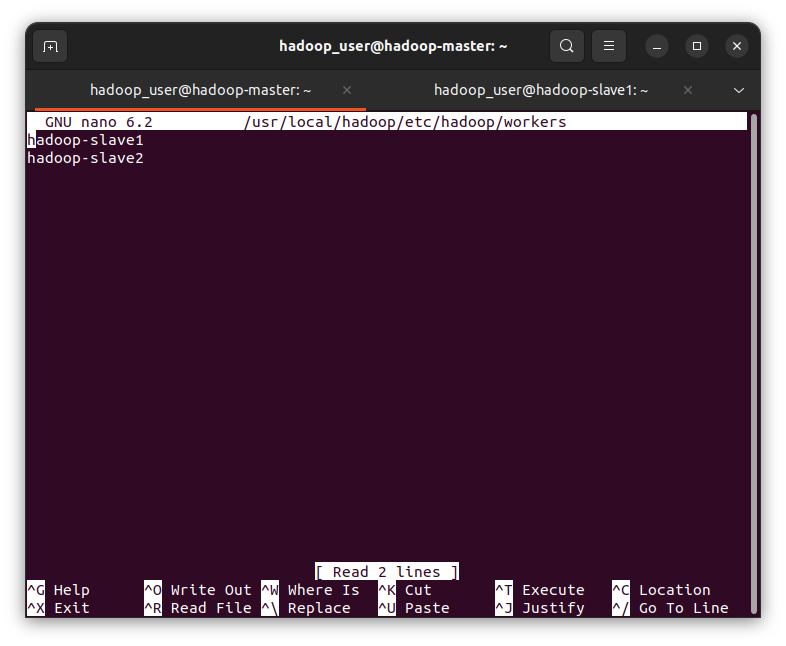 hadoop_user@hadoop-master: ~
hadoop_user@hadoop-master: ~ hadoop_user@hadoop-slave1: ~
GNU nano 6.2 /usr/local/hadoop/etc/hadoop/workers
hadoop-slave1
hadoop-slave2
[ Read 2 lines ]
^G Help ^O Write Out ^W Where Is ^K Cut ^T Execute ^C Location
^X Exit ^R Read File ^\ Replace ^U Paste ^J Justify ^/ Go To Line